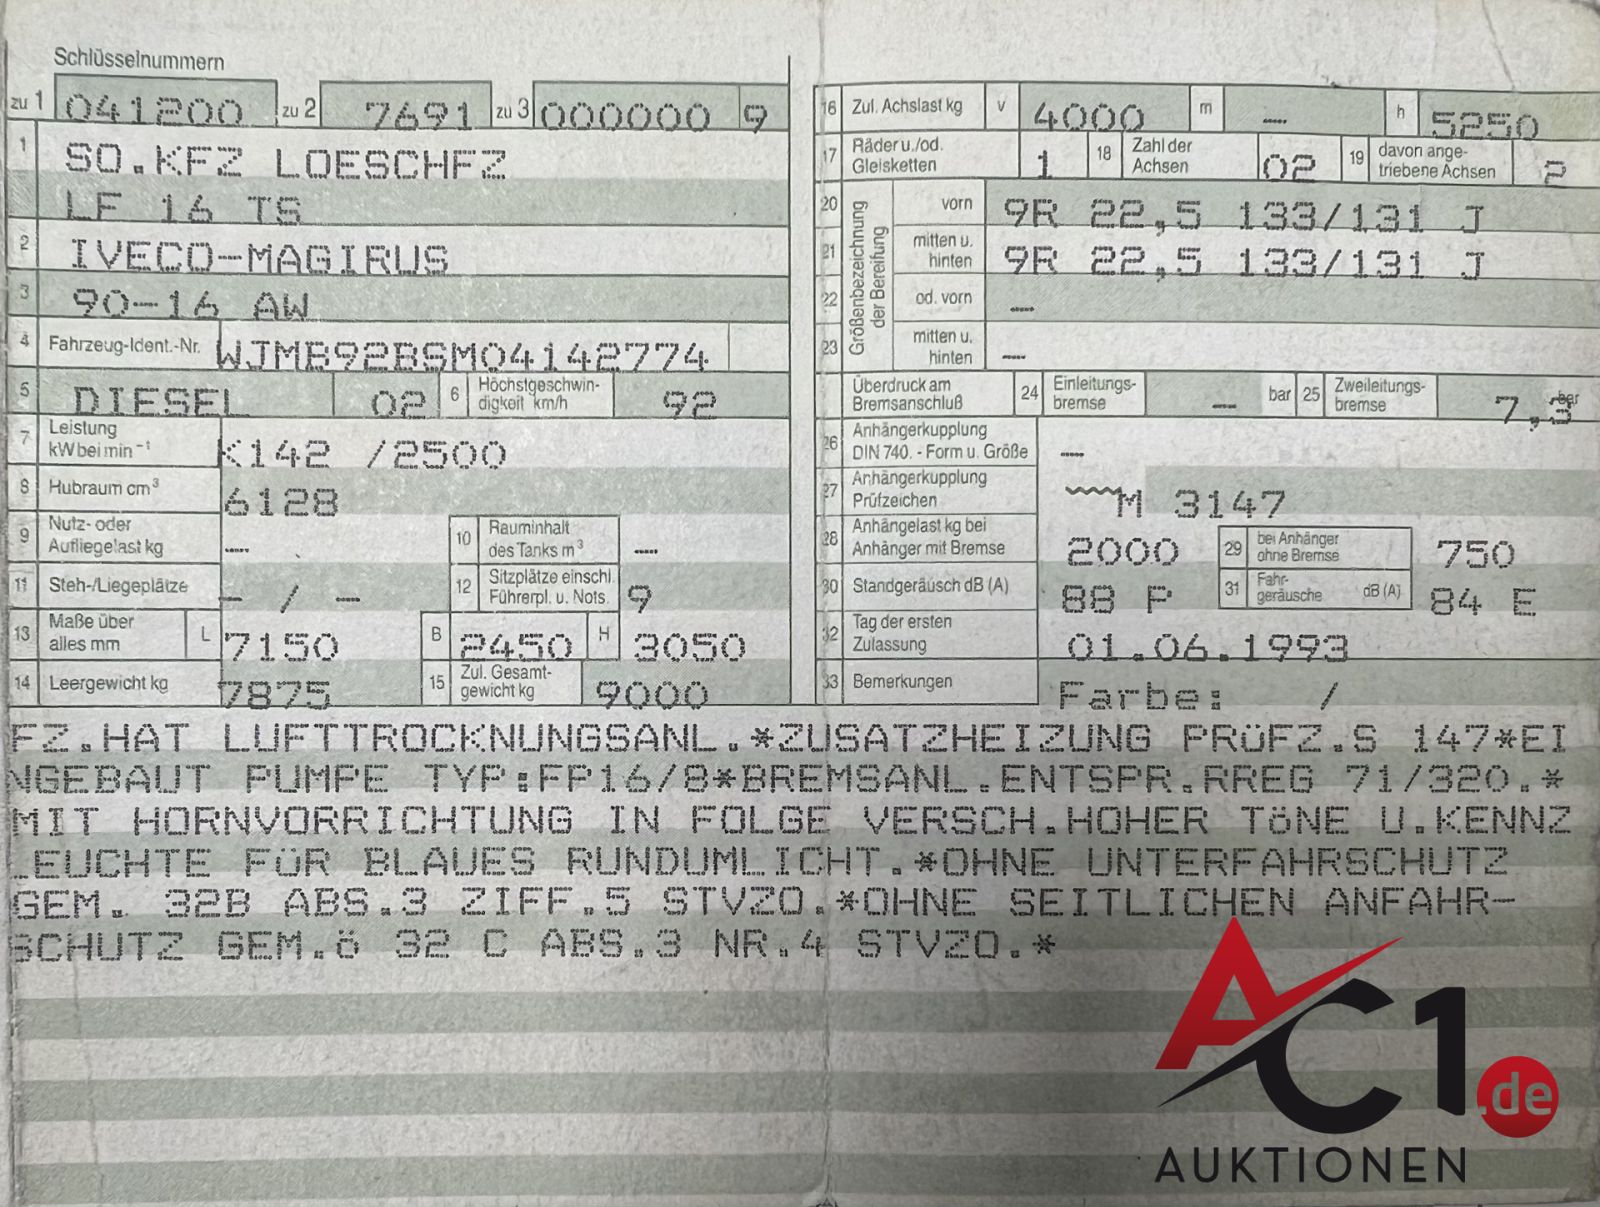 Schlüsselnummern
zu 1 041200 zu 2 7691 zu 3 000000 9
1 SO.KFZ LOESCHFZ
LF 16 TS
2 IVECO-MAGIRUS
3 90-16 AW
4 Fahrzeug-Ident.-Nr. WJMB92BSM04142774
5 DIESEL 02 6 Höchstgeschwin-
digkeit km/h 92
7 Leistung
kW bei min⁻¹ K142 /2500
8 Hubraum cm³ 6128
9 Nutz- oder
Aufliegelast kg — 10 Rauminhalt
des Tanks m³ —
11 Steh-/Liegeplätze - / - 12 Sitzplätze einschl.
Führerpl. u. Nots. 9
13 Maße über
alles mm L 7150 B 2450 H 3050
14 Leergewicht kg 7875 15 Zul. Gesamt-
gewicht kg 9000
16 Zul. Achslast kg v 4000 m — h 5250
17 Räder u./od.
Gleisketten 1 18 Zahl der
Achsen 02 19 davon ange-
triebene Achsen 2
Größenbezeichnung
der Bereifung
20 vorn 9R 22,5 133/131 J
21 mitten u.
hinten 9R 22,5 133/131 J
22 od. vorn —
23 mitten u.
hinten —
Überdruck am
Bremsanschluß 24 Einleitungs-
bremse — bar 25 Zweileitungs-
bremse 7,3 bar
26 Anhängerkupplung
DIN 740. - Form u. Größe —
27 Anhängerkupplung
Prüfzeichen M 3147
28 Anhängelast kg bei
Anhänger mit Bremse 2000 29 bei Anhänger
ohne Bremse 750
30 Standgeräusch dB (A) 88 P 31 Fahr-
geräusche dB (A) 84 E
32 Tag der ersten
Zulassung 01.06.1993
33 Bemerkungen Farbe: /
FZ.HAT LUFTTROCKNUNGSANL.*ZUSATZHEIZUNG PRüFZ.S 147*EI
NGEBAUT PUMPE TYP:FP16/8*BREMSANL.ENTSPR.RREG 71/320.*
MIT HORNVORRICHTUNG IN FOLGE VERSCH.HOHER TöNE U.KENNZ
LEUCHTE FüR BLAUES RUNDUMLICHT.*OHNE UNTERFAHRSCHUTZ
GEM. 32B ABS.3 ZIFF.5 STVZO.*OHNE SEITLICHEN ANFAHR-
SCHUTZ GEM.ö 32 C ABS.3 NR.4 STVZO.*
AC1.de
AUKTIONEN